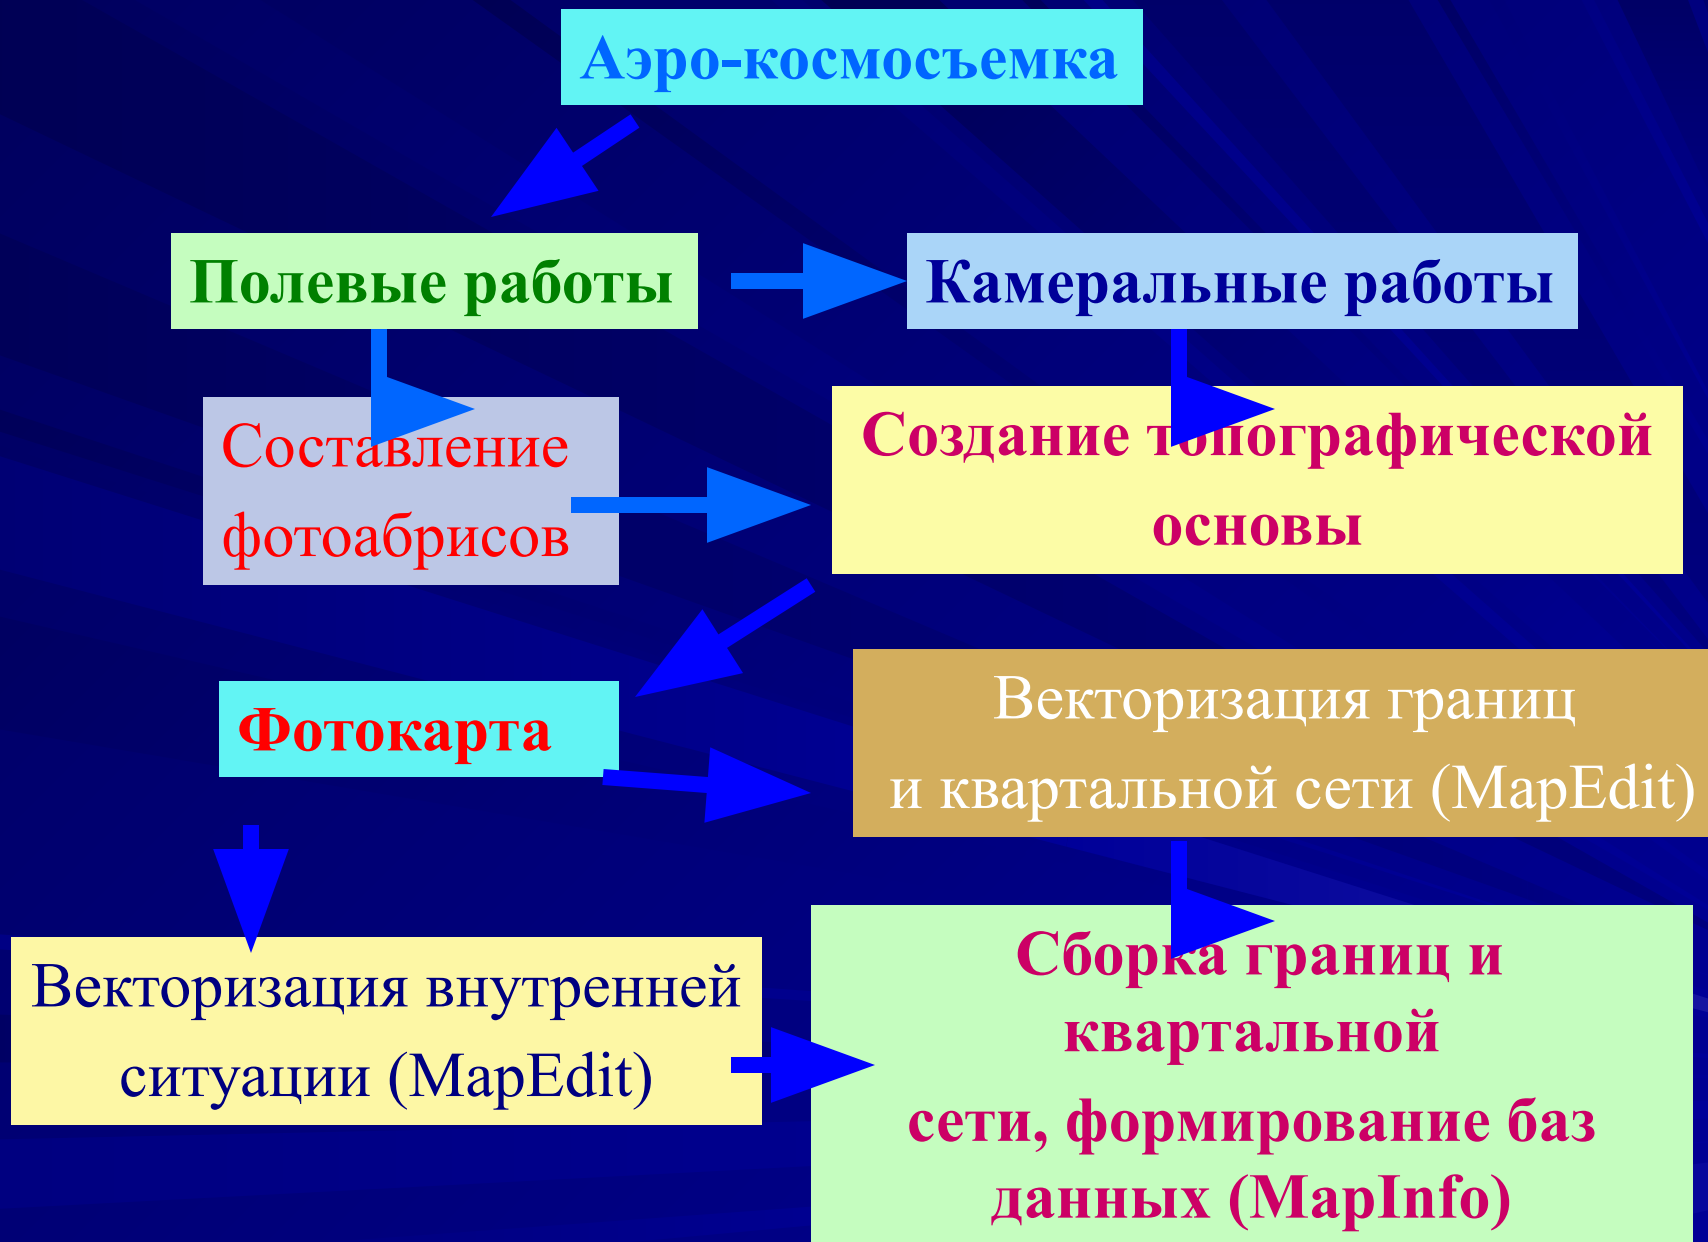 Аэро-космосъемка
Полевые работы
Камеральные работы
Составление
фотоабрисов
Создание топографической
основы
Фотокарта
Векторизация границ
и квартальной сети (MapEdit)
Векторизация внутренней
ситуации (MapEdit)
Сборка границ и
квартальной
сети, формирование баз
данных (MapInfo)